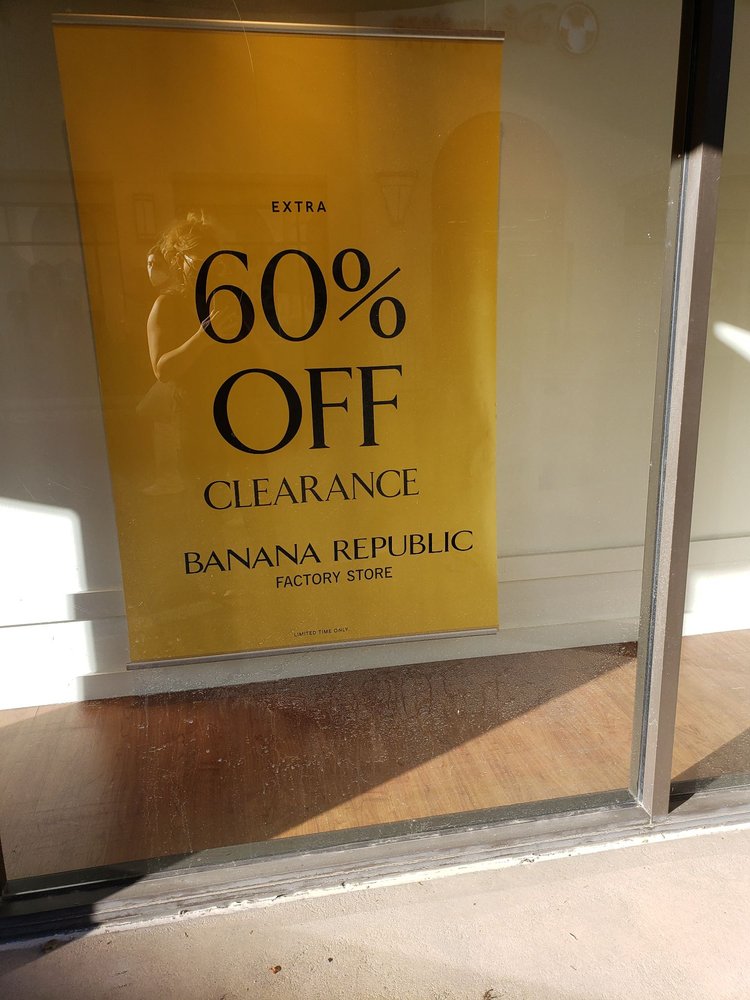 EXTRA
60%
OFF
CLEARANCE
BANANA REPUBLIC
FACTORY STORE
LIMITED TIME ONLY.